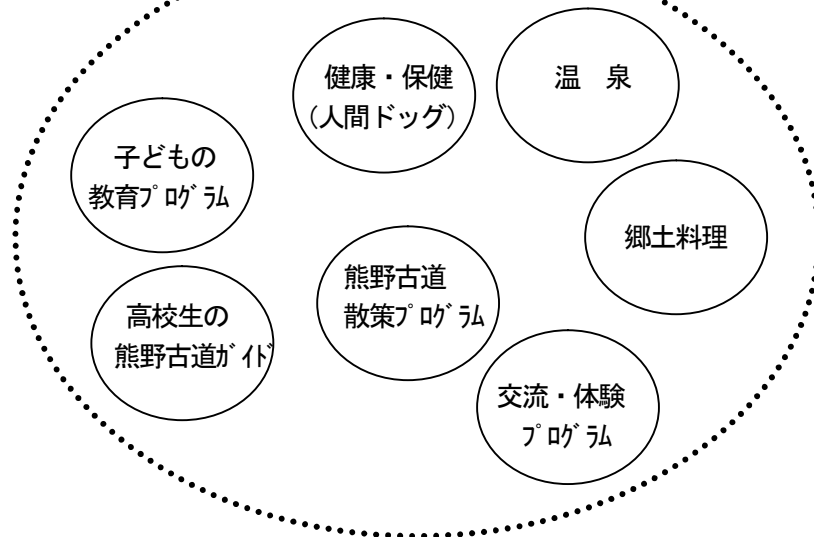 健康・保健
(人間ドッグ)
温　泉
子どもの
教育ﾌﾟﾛｸﾞﾗﾑ
郷土料理
熊野古道
散策ﾌﾟﾛｸﾞﾗﾑ
高校生の
熊野古道ｶﾞｲﾄﾞ
交流・体験
ﾌﾟﾛｸﾞﾗﾑ